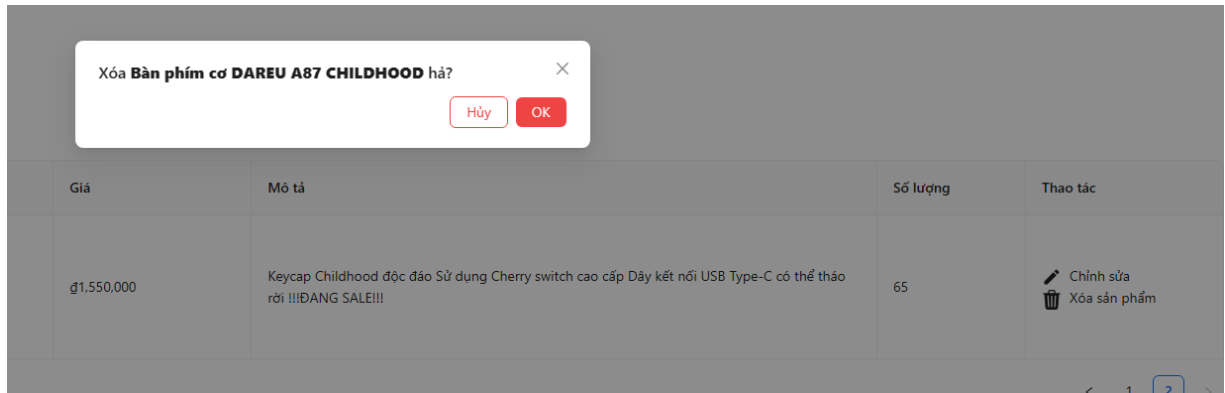 Xóa Bàn phím cơ DAREU A87 CHILDHOOD hả?
Hủy OK
Giá Mô tả Số lượng Thao tác
₫1,550,000 Keycap Childhood độc đáo Sử dụng Cherry switch cao cấp Dây kết nối USB Type-C có thể tháo
rời !!!ĐANG SALE!!! 65 Chỉnh sửa
Xóa sản phẩm
1 2